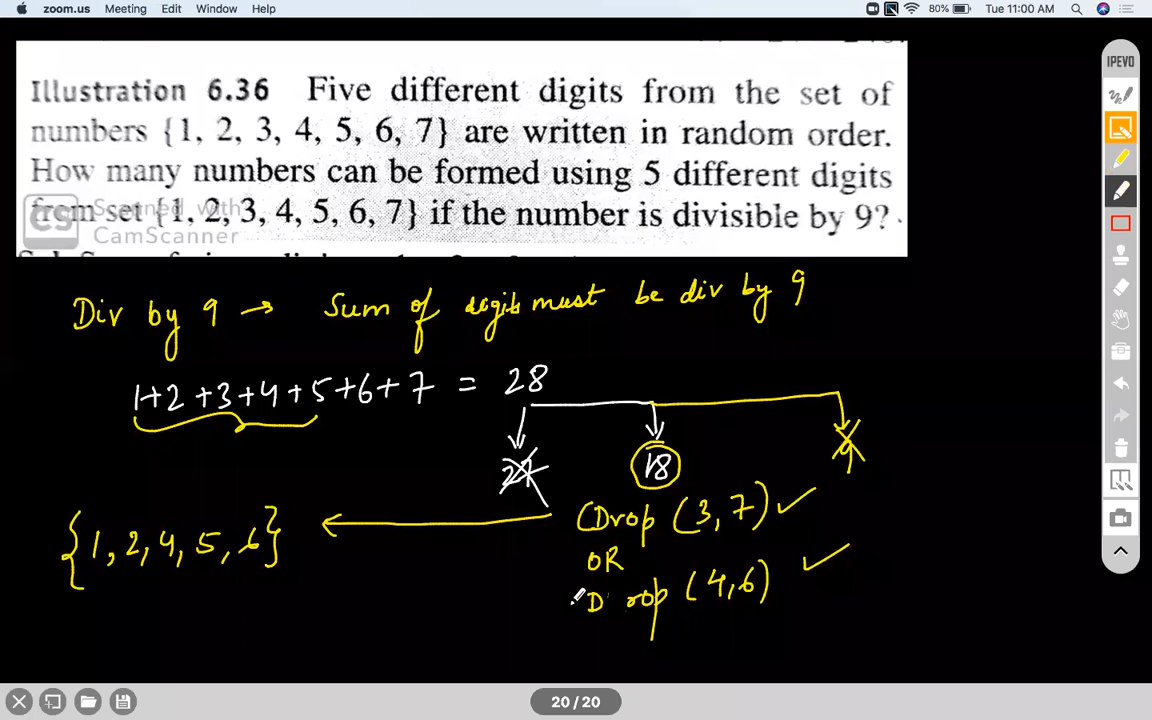 zoom.us Meeting Edit Window Help 80% Tue 11:00 AM
Illustration 6.36 Five different digits from the set of
numbers {1, 2, 3, 4, 5, 6, 7} are written in random order.
How many numbers can be formed using 5 different digits
from set {1, 2, 3, 4, 5, 6, 7} if the number is divisible by 9?
CS Scanned with
CamScanner
IPEVO
Div by 9 → Sum of digits must be div by 9
1+2+3+4+5+6+7 = 28
27 18 9
(Drop (3,7) ✓
{1,2,4,5,6} ←
OR
Drop (4,6) ✓
20 / 20